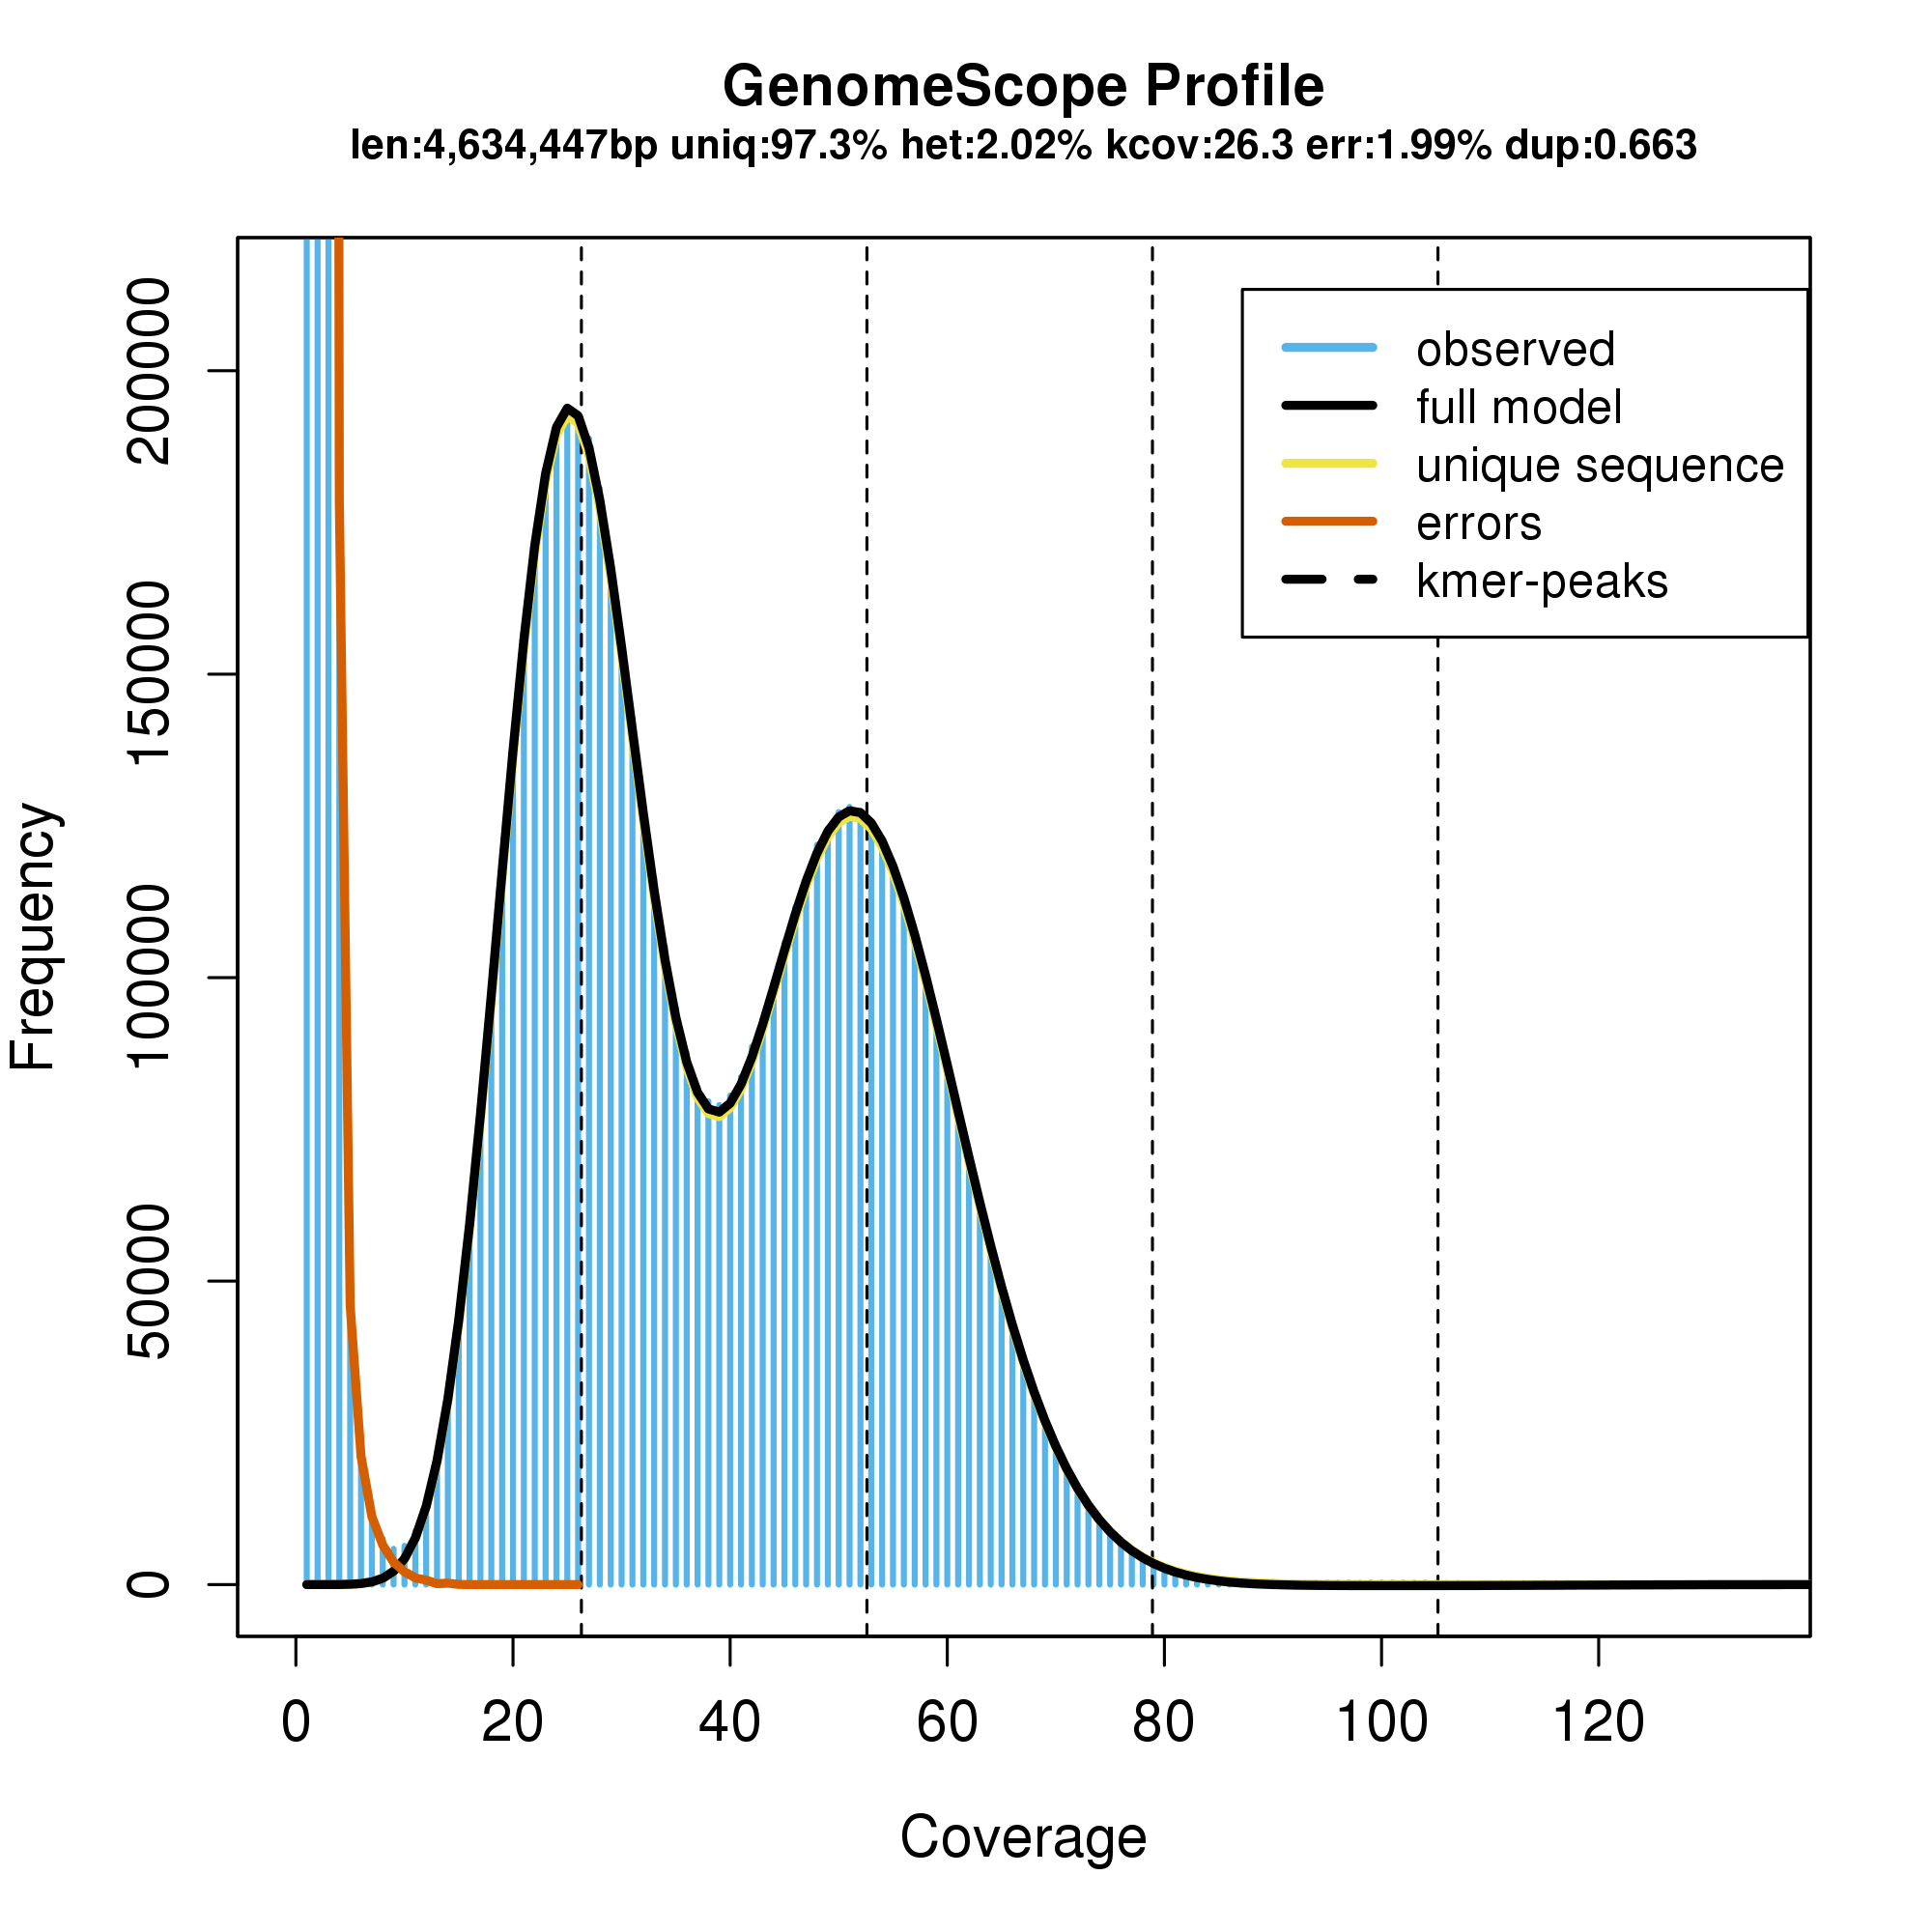 GenomeScope Profile
len:4,634,447bp uniq:97.3% het:2.02% kcov:26.3 err:1.99% dup:0.663
observed
full model
unique sequence
errors
kmer-peaks
Frequency
200000
150000
100000
50000
0
0 20 40 60 80 100 120
Coverage